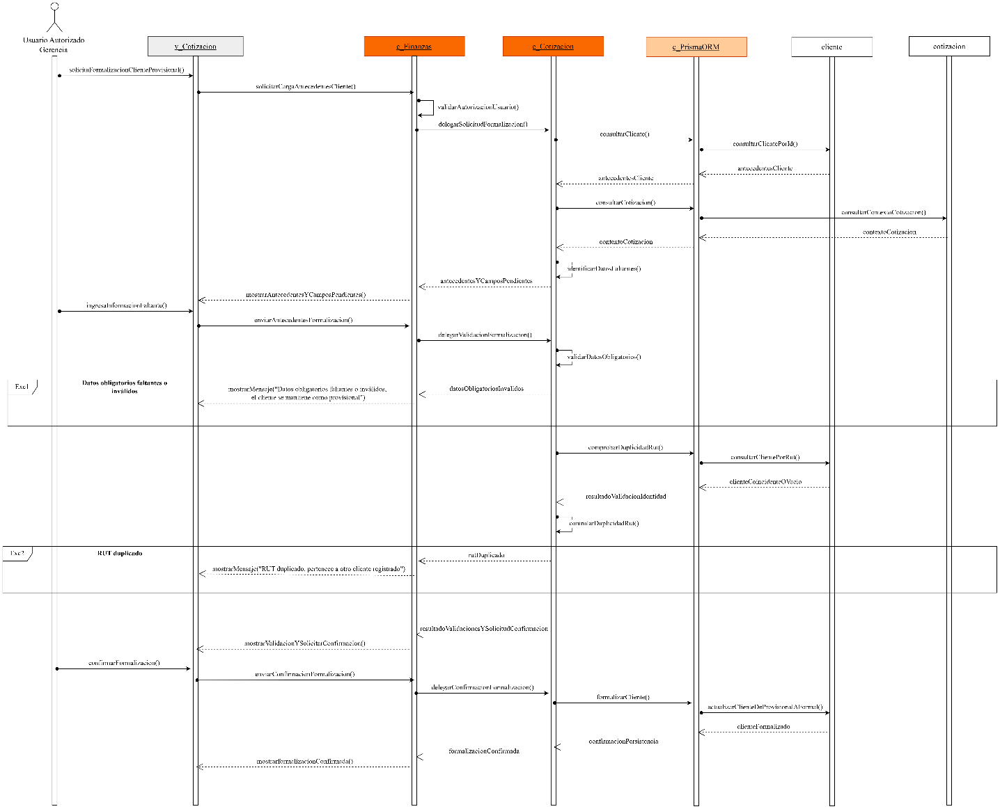 Usuario Autorizado
Gerencia
v_Cotizacion
c_Finanzas
c_Cotizacion
c_PrismaORM
cliente
cotizacion
solicitaFormalizacionClienteProvisional()
solicitarCargaAntecedentesCliente()
validarAutorizacionUsuario()
delegarSolicitudFormalizacion()
consultarCliente()
consultarClientePorId()
antecedentesCliente
antecedentesCliente
consultarCotizacion()
consultarContextoCotizacion()
contextoCotizacion
contextoCotizacion
identificarDatosFaltantes()
antecedentesYCamposPendientes
mostrarAntecedentesYCamposPendientes()
ingresaInformacionFaltante()
enviarAntecedentesFormalizacion()
delegarValidacionFormalizacion()
validarDatosObligatorios()
Exc1
Datos obligatorios faltantes o
inválidos
mostrarMensaje("Datos obligatorios faltantes o inválidos,
el cliente se mantiene como provisional")
datosObligatoriosInvalidos
comprobarDuplicidadRut()
consultarClientePorRut()
clienteCoincidenteOVacio
resultadoValidacionIdentidad
controlarDuplicidadRut()
Exc2
RUT duplicado
rutDuplicado
mostrarMensaje("RUT duplicado, pertenece a otro cliente registrado")
resultadoValidacionesYSolicitudConfirmacion
mostrarValidacionYSolicitarConfirmacion()
confirmarFormalizacion()
enviarConfirmacionFormalizacion()
delegarConfirmacionFormalizacion()
formalizarCliente()
actualizarClienteDeProvisionalAFormal()
clienteFormalizado
confirmacionPersistencia
formalizacionConfirmada
mostrarformalizacionConfirmada()